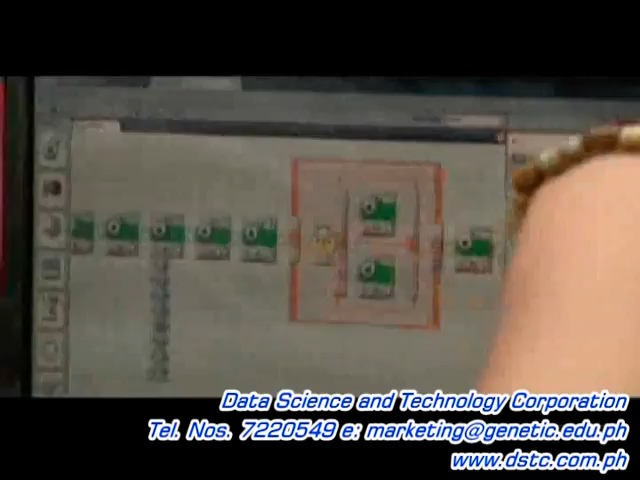 Data Science and Technology Corporation
Tel. Nos. 7220549 e: marketing@genetic.edu.ph
www.dstc.com.ph